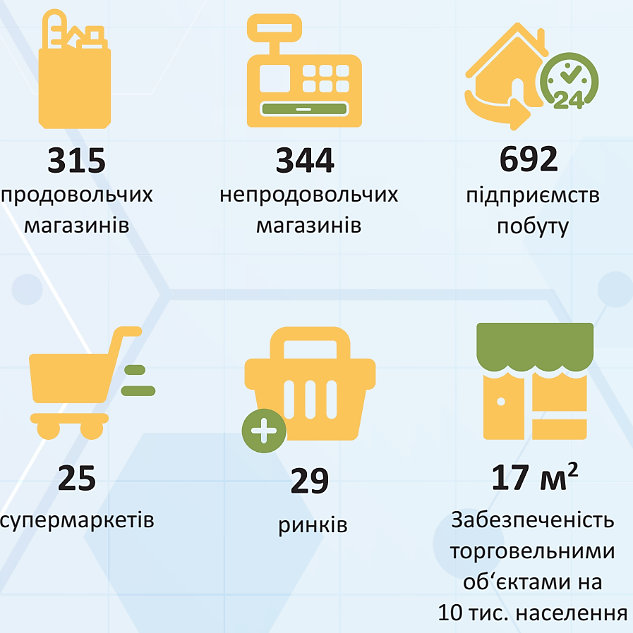 24
315
продовольчих
магазинів
344
непродовольчих
магазинів
692
підприємств
побуту
25
супермаркетів
29
ринків
17 м²
Забезпеченість
торговельними
об‘єктами на
10 тис. населення